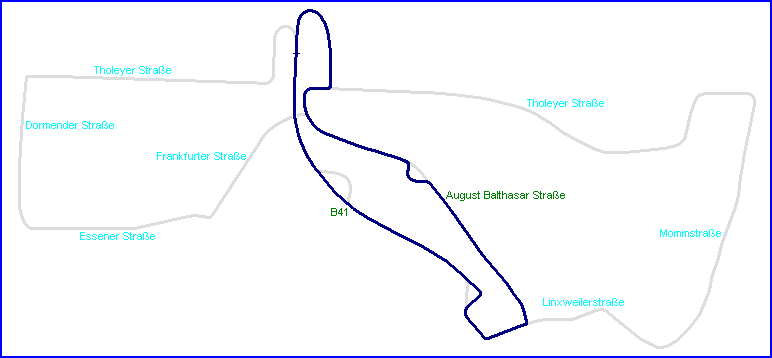 Tholeyer Straße
Tholeyer Straße
Dormender Straße
Frankfurter Straße
August Balthasar Straße
B41
Essener Straße
Mommstraße
Linxweilerstraße